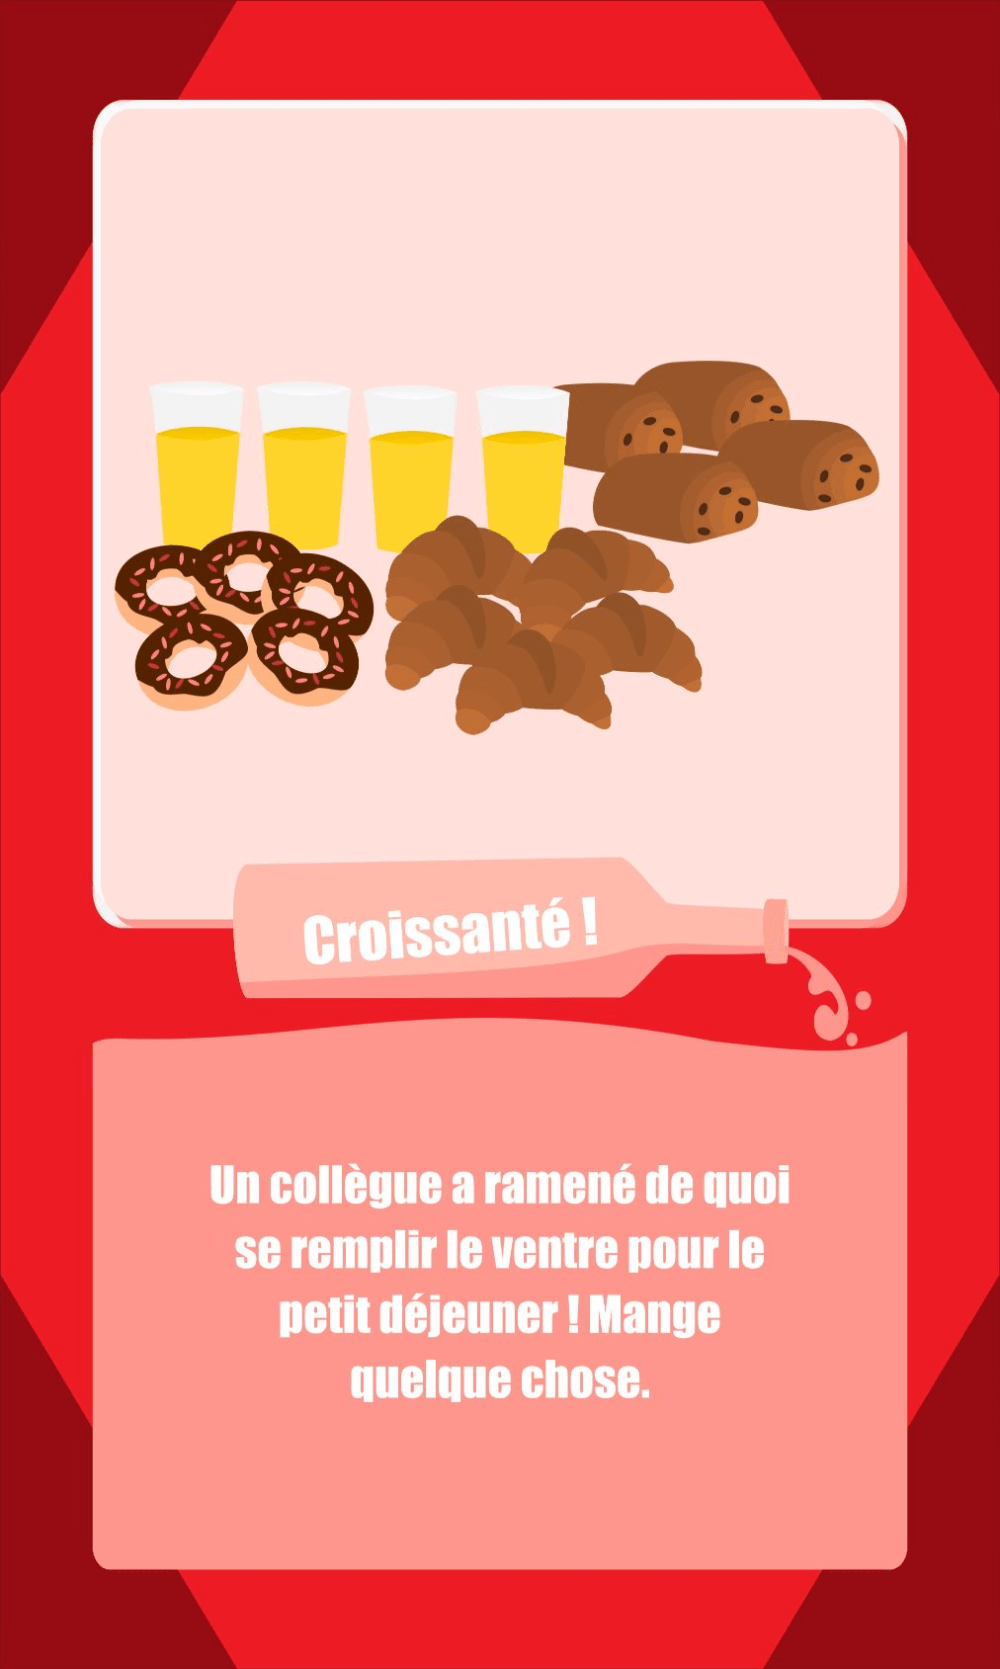 Croissanté !
Un collègue a ramené de quoi
se remplir le ventre pour le
petit déjeuner ! Mange
quelque chose.